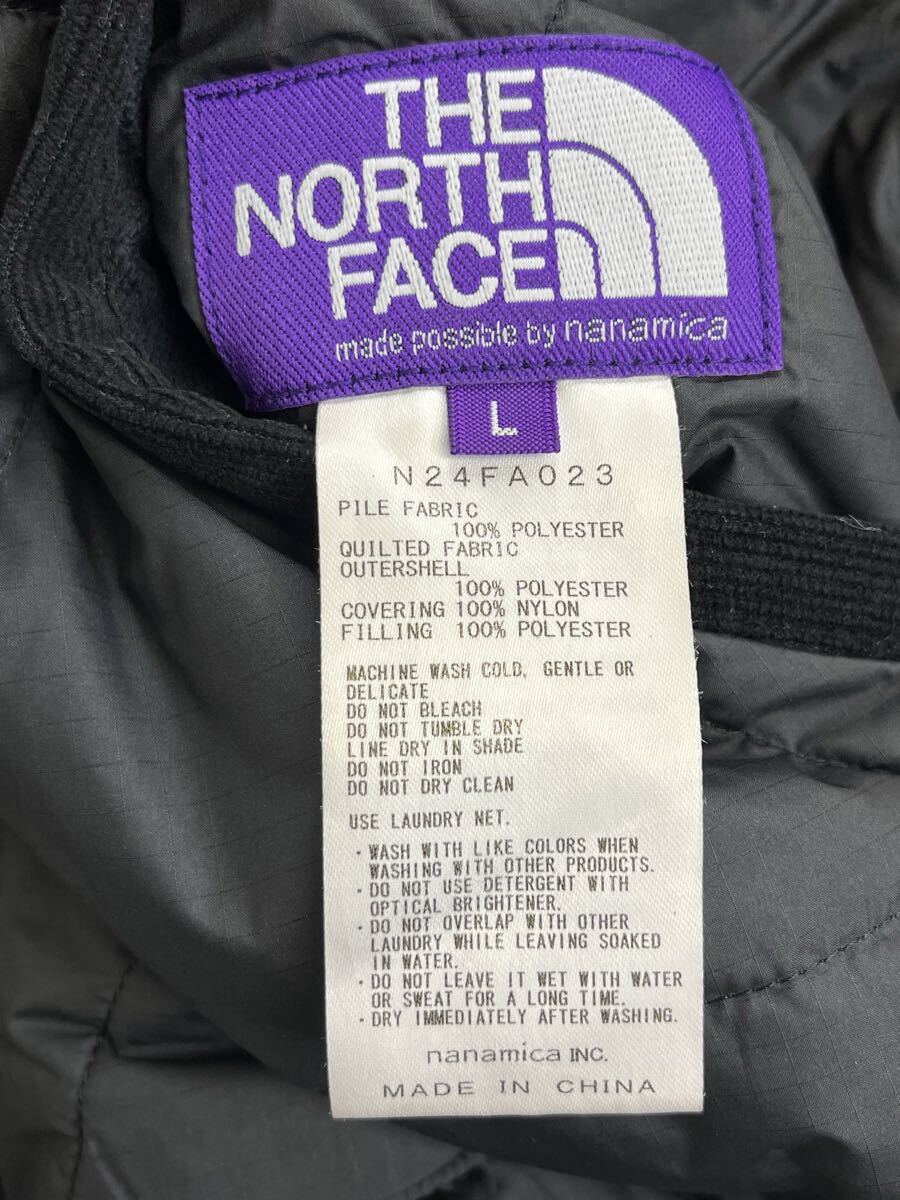 THE
NORTH
FACE
made possible by nanamica
L
N24FA023
PILE FABRIC
100% POLYESTER
QUILTED FABRIC
OUTERSHELL
100% POLYESTER
COVERING 100% NYLON
FILLING 100% POLYESTER
MACHINE WASH COLD, GENTLE OR
DELICATE
DO NOT BLEACH
DO NOT TUMBLE DRY
LINE DRY IN SHADE
DO NOT IRON
DO NOT DRY CLEAN
USE LAUNDRY NET.
・WASH WITH LIKE COLORS WHEN
WASHING WITH OTHER PRODUCTS.
・DO NOT USE DETERGENT WITH
OPTICAL BRIGHTENER.
・DO NOT OVERLAP WITH OTHER
LAUNDRY WHILE LEAVING SOAKED
IN WATER.
・DO NOT LEAVE IT WET WITH WATER
OR SWEAT FOR A LONG TIME.
・DRY IMMEDIATELY AFTER WASHING.
nanamica INC.
MADE IN CHINA